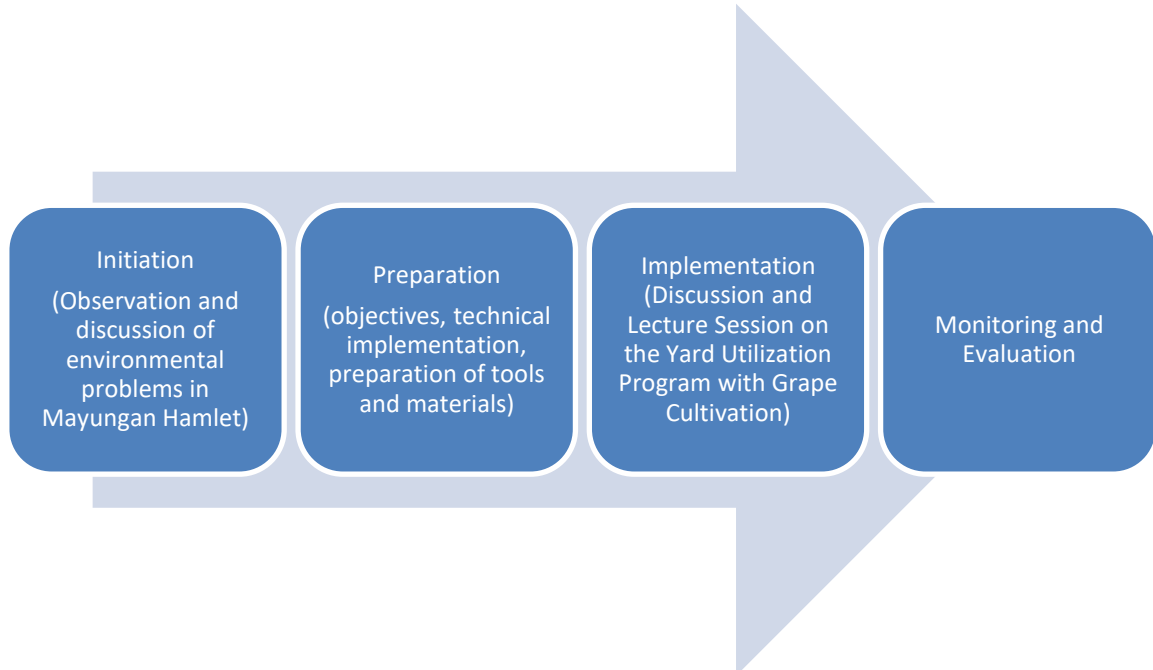 Initiation
(Observation and
discussion of
environmental
problems in
Mayungan Hamlet)
Preparation
(objectives, technical
implementation,
preparation of tools
and materials)
Implementation
(Discussion and
Lecture Session on
the Yard Utilization
Program with Grape
Cultivation)
Monitoring and
Evaluation